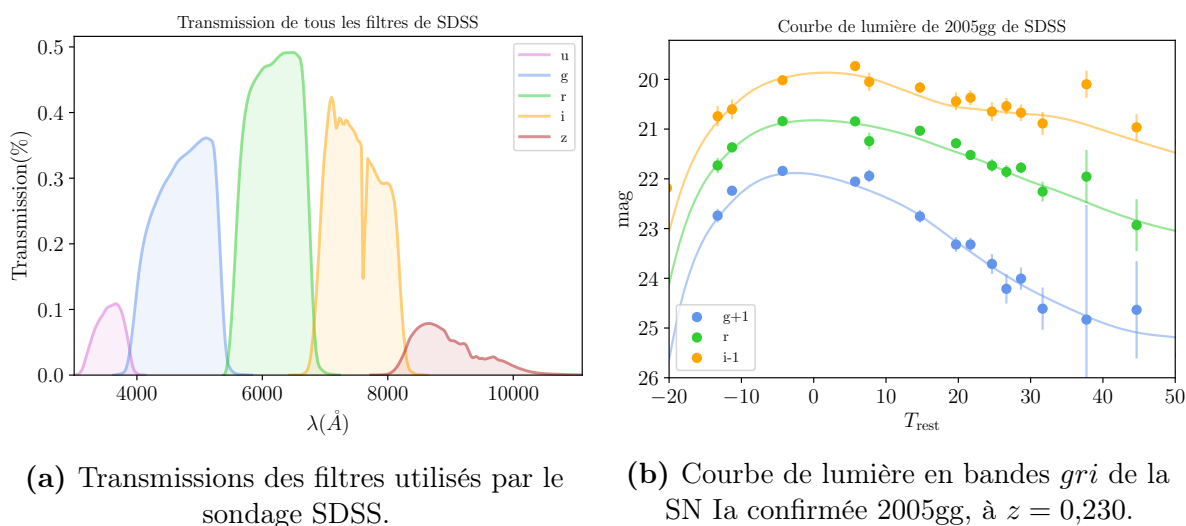 Transmission de tous les filtres de SDSS
Transmission(%)
0.5
0.4
0.3
0.2
0.1
0.0
u
g
r
i
z
4000 6000 8000 10000
λ(Å)
Courbe de lumière de 2005gg de SDSS
mag
20
21
22
23
24
25
26
g+1
r
i-1
−20 −10 0 10 20 30 40 50
T_rest
(a) Transmissions des filtres utilisés par le
sondage SDSS.
(b) Courbe de lumière en bandes gri de la
SN Ia confirmée 2005gg, à z = 0,230.